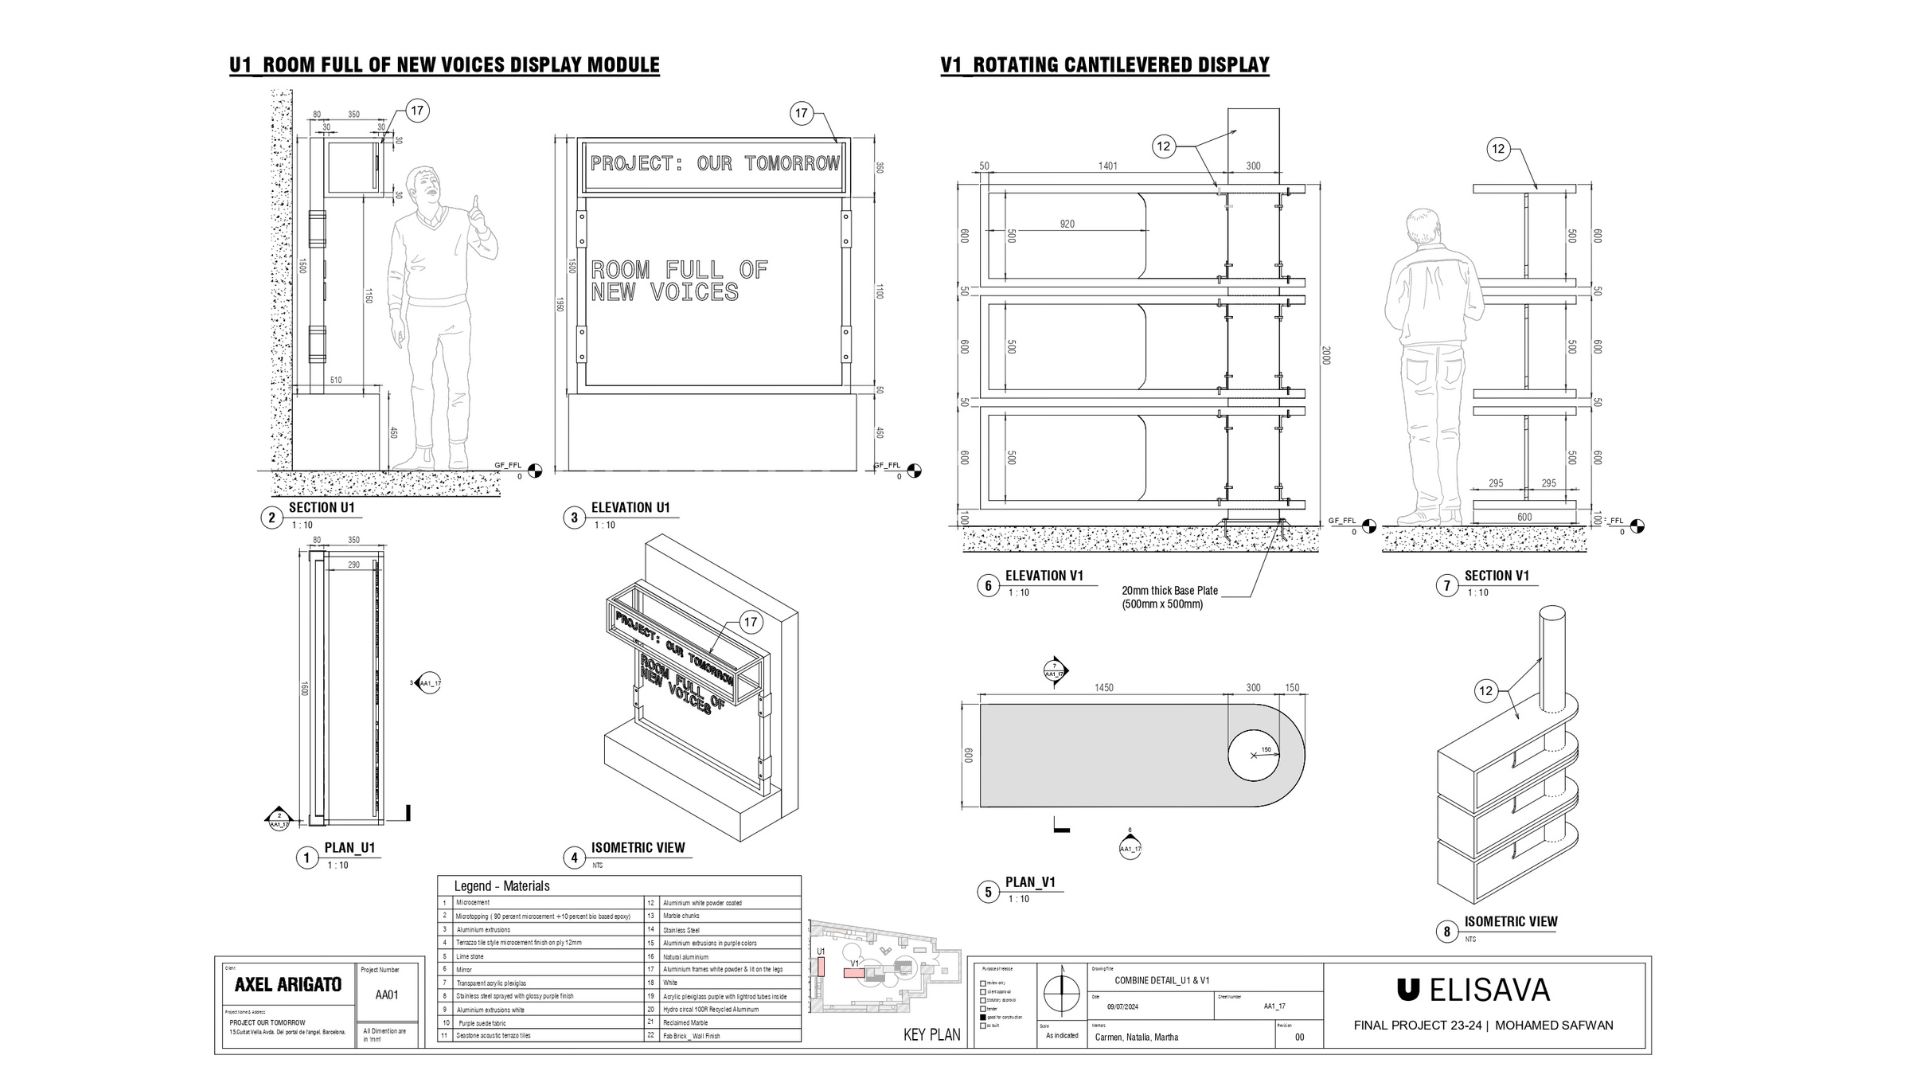 U1_ROOM FULL OF NEW VOICES DISPLAY MODULE
80
350
30
30
30
30
17
1500
1150
610
450
GF_FFL
0
2
SECTION U1
1 : 10
17
PROJECT: OUR TOMORROW
ROOM FULL OF
NEW VOICES
350
1500
1950
1100
50
450
GF_FFL
0
3
ELEVATION U1
1 : 10
80
350
290
1600
3
AA1_17
2
AA1_17
1
PLAN_U1
1 : 10
PROJECT: OUR TOMORROW
ROOM FULL OF
NEW VOICES
17
4
ISOMETRIC VIEW
NTS
V1_ROTATING CANTILEVERED DISPLAY
12
50
1401
300
920
600
500
50
600
500
50
600
500
100
2000
GF_FFL
0
6
ELEVATION V1
1 : 10
20mm thick Base Plate
(500mm x 500mm)
12
500
600
50
500
600
50
500
600
295
295
600
100
FFL
0
7
SECTION V1
1 : 10
7
AA1_17
1450
300
150
600
150
6
AA1_17
5
PLAN_V1
1 : 10
12
8
ISOMETRIC VIEW
NTS
Legend - Materials
1 Microcement
2 Microtopping ( 90 percent microcement + 10 percent bio based epoxy)
3 Aluminium extrusions
4 Terrazzo tile style microcement finish on ply 12mm
5 Lime stone
6 Mirror
7 Transparent acrylic plexiglas
8 Stainless steel sprayed with glossy purple finish
9 Aluminium extrusions white
10 Purple suede fabric
11 Seastone acoustic terrazo tiles
12 Aluminium white powder coated
13 Marble chunks
14 Stainless Steel
15 Aluminium extrusions in purple colors
16 Natural aluminium
17 Aluminium frames white powder & lit on the legs
18 White
19 Acrylic plexiglass purple with lightrod tubes inside
20 Hydro circal 100R Recycled Aluminum
21 Reclaimed Marble
22 Fab Brick _ Wall Finish
U1
V1
KEY PLAN
Client
AXEL ARIGATO
Project Name & Address
PROJECT OUR TOMORROW
15.Ciutat Vella Avda. Del portal de l'angel, Barcelona.
Project Number
AA01
All Dimention are
in !mm!
Purpose of release
review only
client approval
statutory approval
tender
good for construction
as built
Scale
As indicated
Drawing Title
COMBINE DETAIL_U1 & V1
Date
09/07/2024
Sheet Number
AA1_17
Mentors
Carmen, Natalia, Martha
Revision
00
ELISAVA
FINAL PROJECT 23-24 | MOHAMED SAFWAN